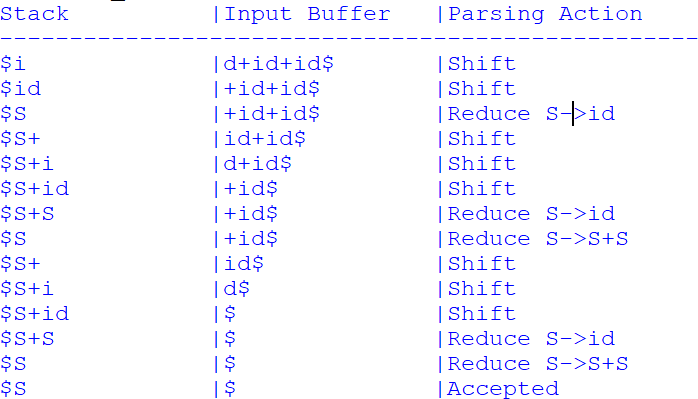 Stack |Input Buffer |Parsing Action
--------------------------------------------------
$i |d+id+id$ |Shift
$id |+id+id$ |Shift
$S |+id+id$ |Reduce S->id
$S+ |id+id$ |Shift
$S+i |d+id$ |Shift
$S+id |+id$ |Shift
$S+S |+id$ |Reduce S->id
$S |+id$ |Reduce S->S+S
$S+ |id$ |Shift
$S+i |d$ |Shift
$S+id |$ |Shift
$S+S |$ |Reduce S->id
$S |$ |Reduce S->S+S
$S |$ |Accepted